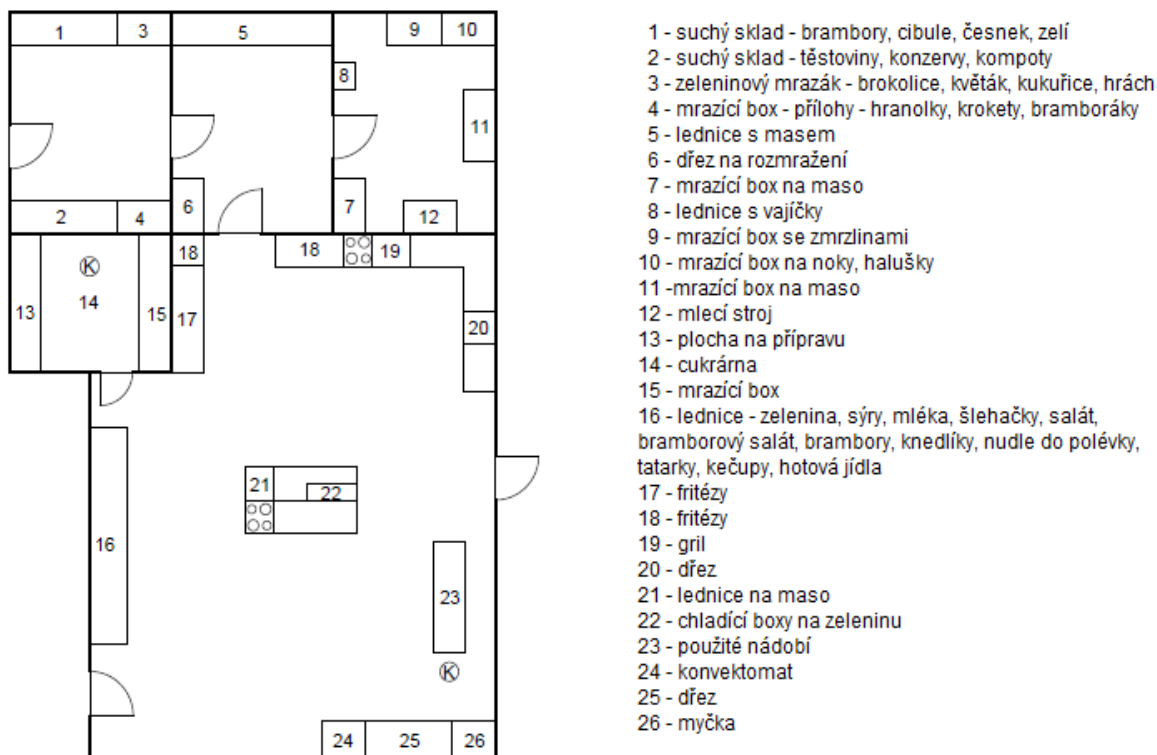 1 3 5 9 10
8
11
2 4 6 7 12
18 18 19
Ⓚ
13 14 15 17 20
21
22
16
23
Ⓚ
24 25 26
1 - suchý sklad - brambory, cibule, česnek, zelí
2 - suchý sklad - těstoviny, konzervy, kompoty
3 - zeleninový mrazák - brokolice, květák, kukuřice, hrách
4 - mrazící box - přílohy - hranolky, krokety, bramboráky
5 - lednice s masem
6 - dřez na rozmražení
7 - mrazící box na maso
8 - lednice s vajíčky
9 - mrazící box se zmrzlinami
10 - mrazící box na noky, halušky
11 -mrazící box na maso
12 - mlecí stroj
13 - plocha na přípravu
14 - cukrárna
15 - mrazící box
16 - lednice - zelenina, sýry, mléka, šlehačky, salát,
bramborový salát, brambory, knedlíky, nudle do polévky,
tatarky, kečupy, hotová jídla
17 - fritézy
18 - fritézy
19 - gril
20 - dřez
21 - lednice na maso
22 - chladící boxy na zeleninu
23 - použité nádobí
24 - konvektomat
25 - dřez
26 - myčka